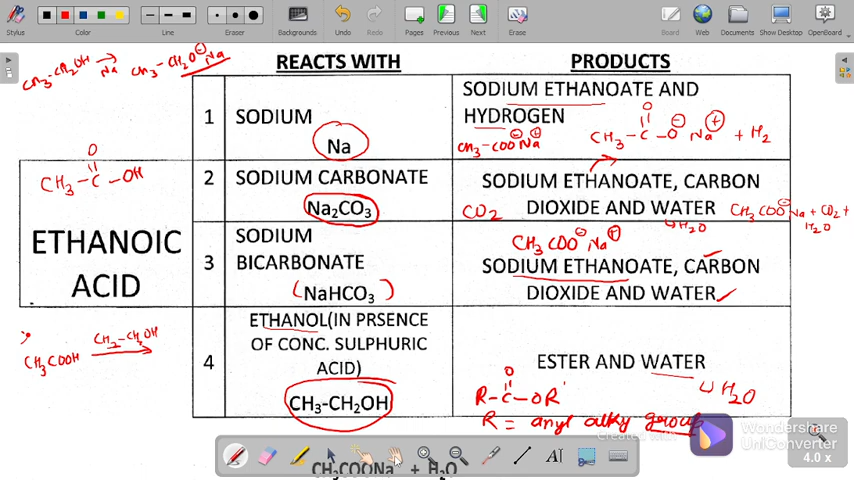 Stylus
Color
Eraser
Backgrounds
Undo
Redo
Pages
Previous
Next
Erase
Board
Web
Documents
Show Desktop
OpenBoard
CH3-CH2OH → Na CH3-CH2O⊖Na
REACTS WITH
PRODUCTS
1
SODIUM
Na
SODIUM ETHANOATE AND
HYDROGEN
CH3-COO⊖Na⊕
O
CH3-C-O⊖ Na⊕ + H2
O
CH3-C-OH
ETHANOIC
ACID
2
SODIUM CARBONATE
Na2CO3
SODIUM ETHANOATE, CARBON
DIOXIDE AND WATER
CO2
H2O
CH3COO⊖Na + CO2 +
H2O
3
SODIUM
BICARBONATE
(NaHCO3)
CH3COO⊖Na⊕
SODIUM ETHANOATE, CARBON
DIOXIDE AND WATER
CH3COOH
CH3-CH2OH
4
ETHANOL(IN PRSENCE
OF CONC. SULPHURIC
ACID)
CH3-CH2OH
ESTER AND WATER
H2O
O
R-C-OR'
R = anyl alky group
Created with
Wondershare
UniConverter
4.0 x
CH3COONa + H2O